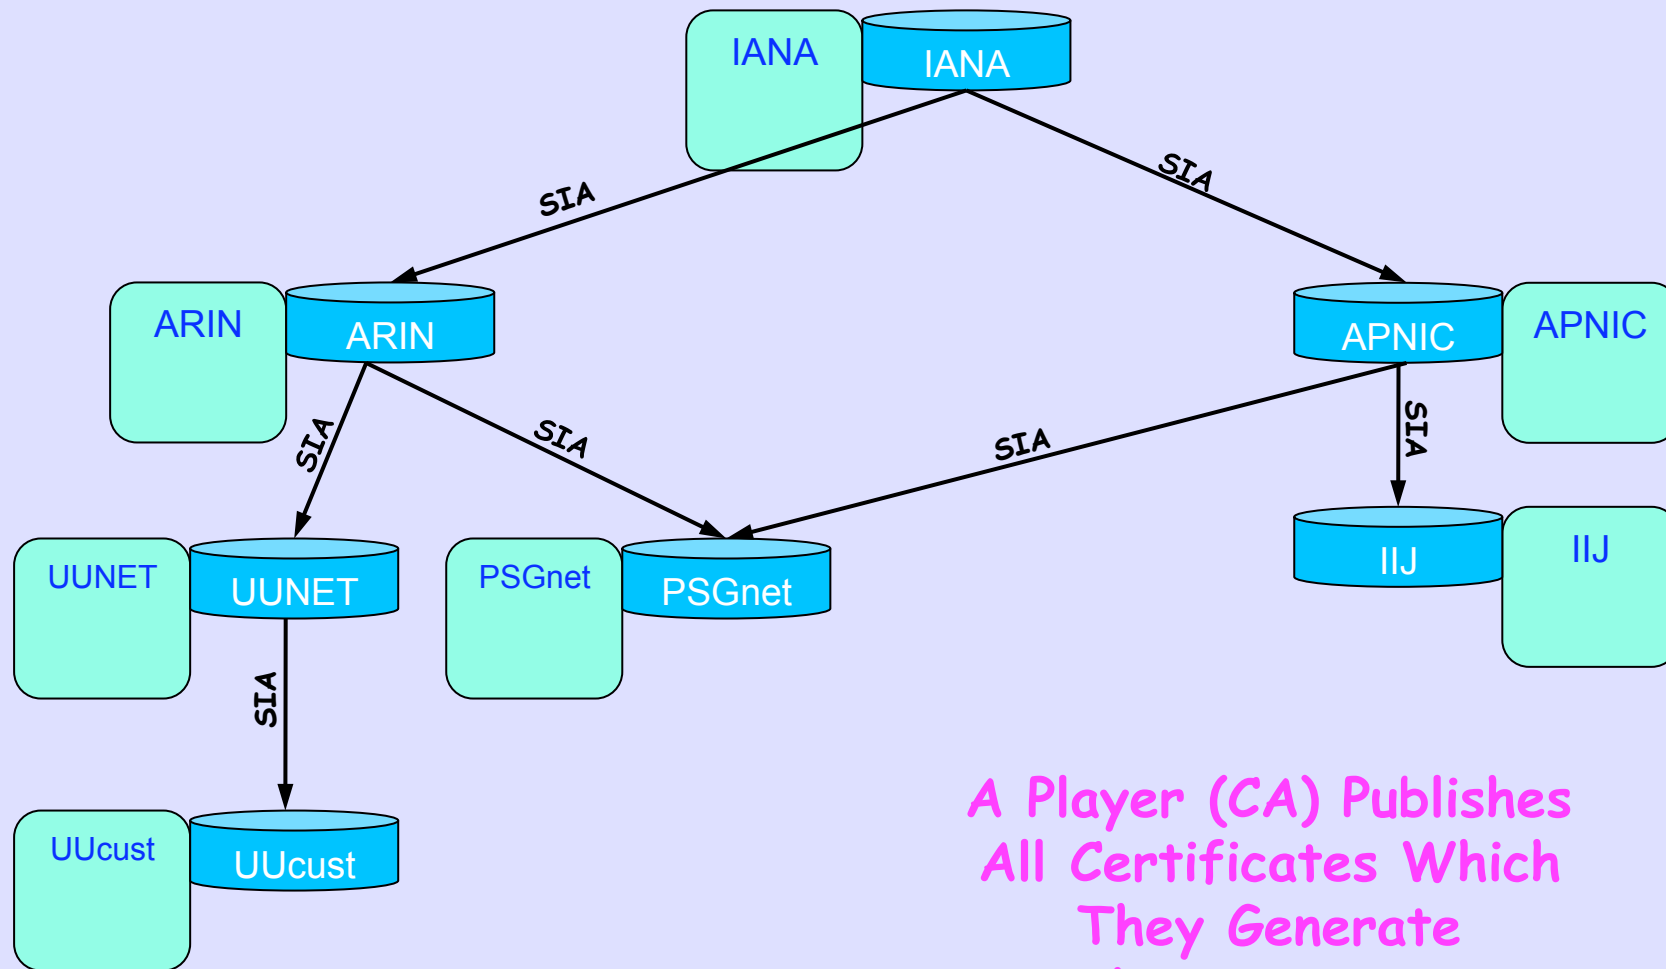 IANA
IANA
SIA
SIA
ARIN
ARIN
APNIC
APNIC
SIA
SIA
SIA
SIA
UUNET
UUNET
PSGnet
PSGnet
IIJ
IIJ
SIA
UUcust
UUcust
A Player (CA) Publishes
All Certificates Which
They Generate